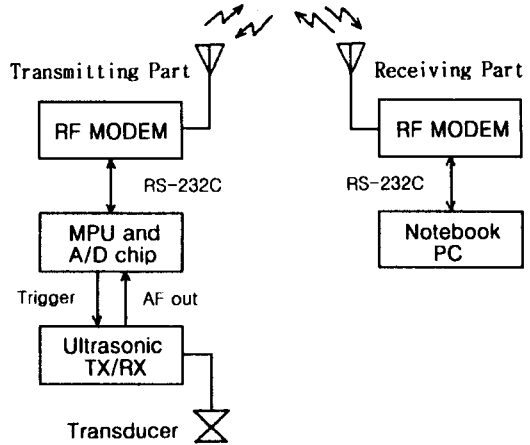 Transmitting Part
Receiving Part
RF MODEM
RF MODEM
RS-232C
RS-232C
MPU and
A/D chip
Notebook
PC
Trigger
AF out
Ultrasonic
TX/RX
Transducer